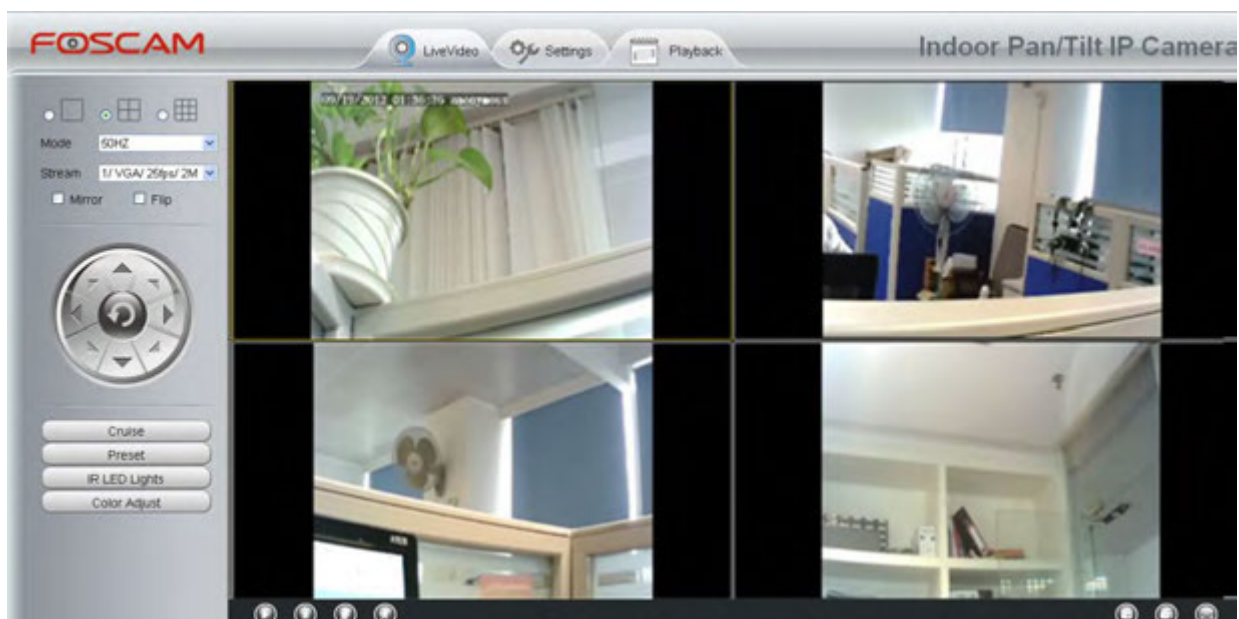 FOSCAM
LiveVideo
Settings
Playback
Indoor Pan/Tilt IP Camera
Mode
50HZ
Stream
1/ VGA/ 25fps/ 2M
Mirror
Flip
Cruise
Preset
IR LED Lights
Color Adjust